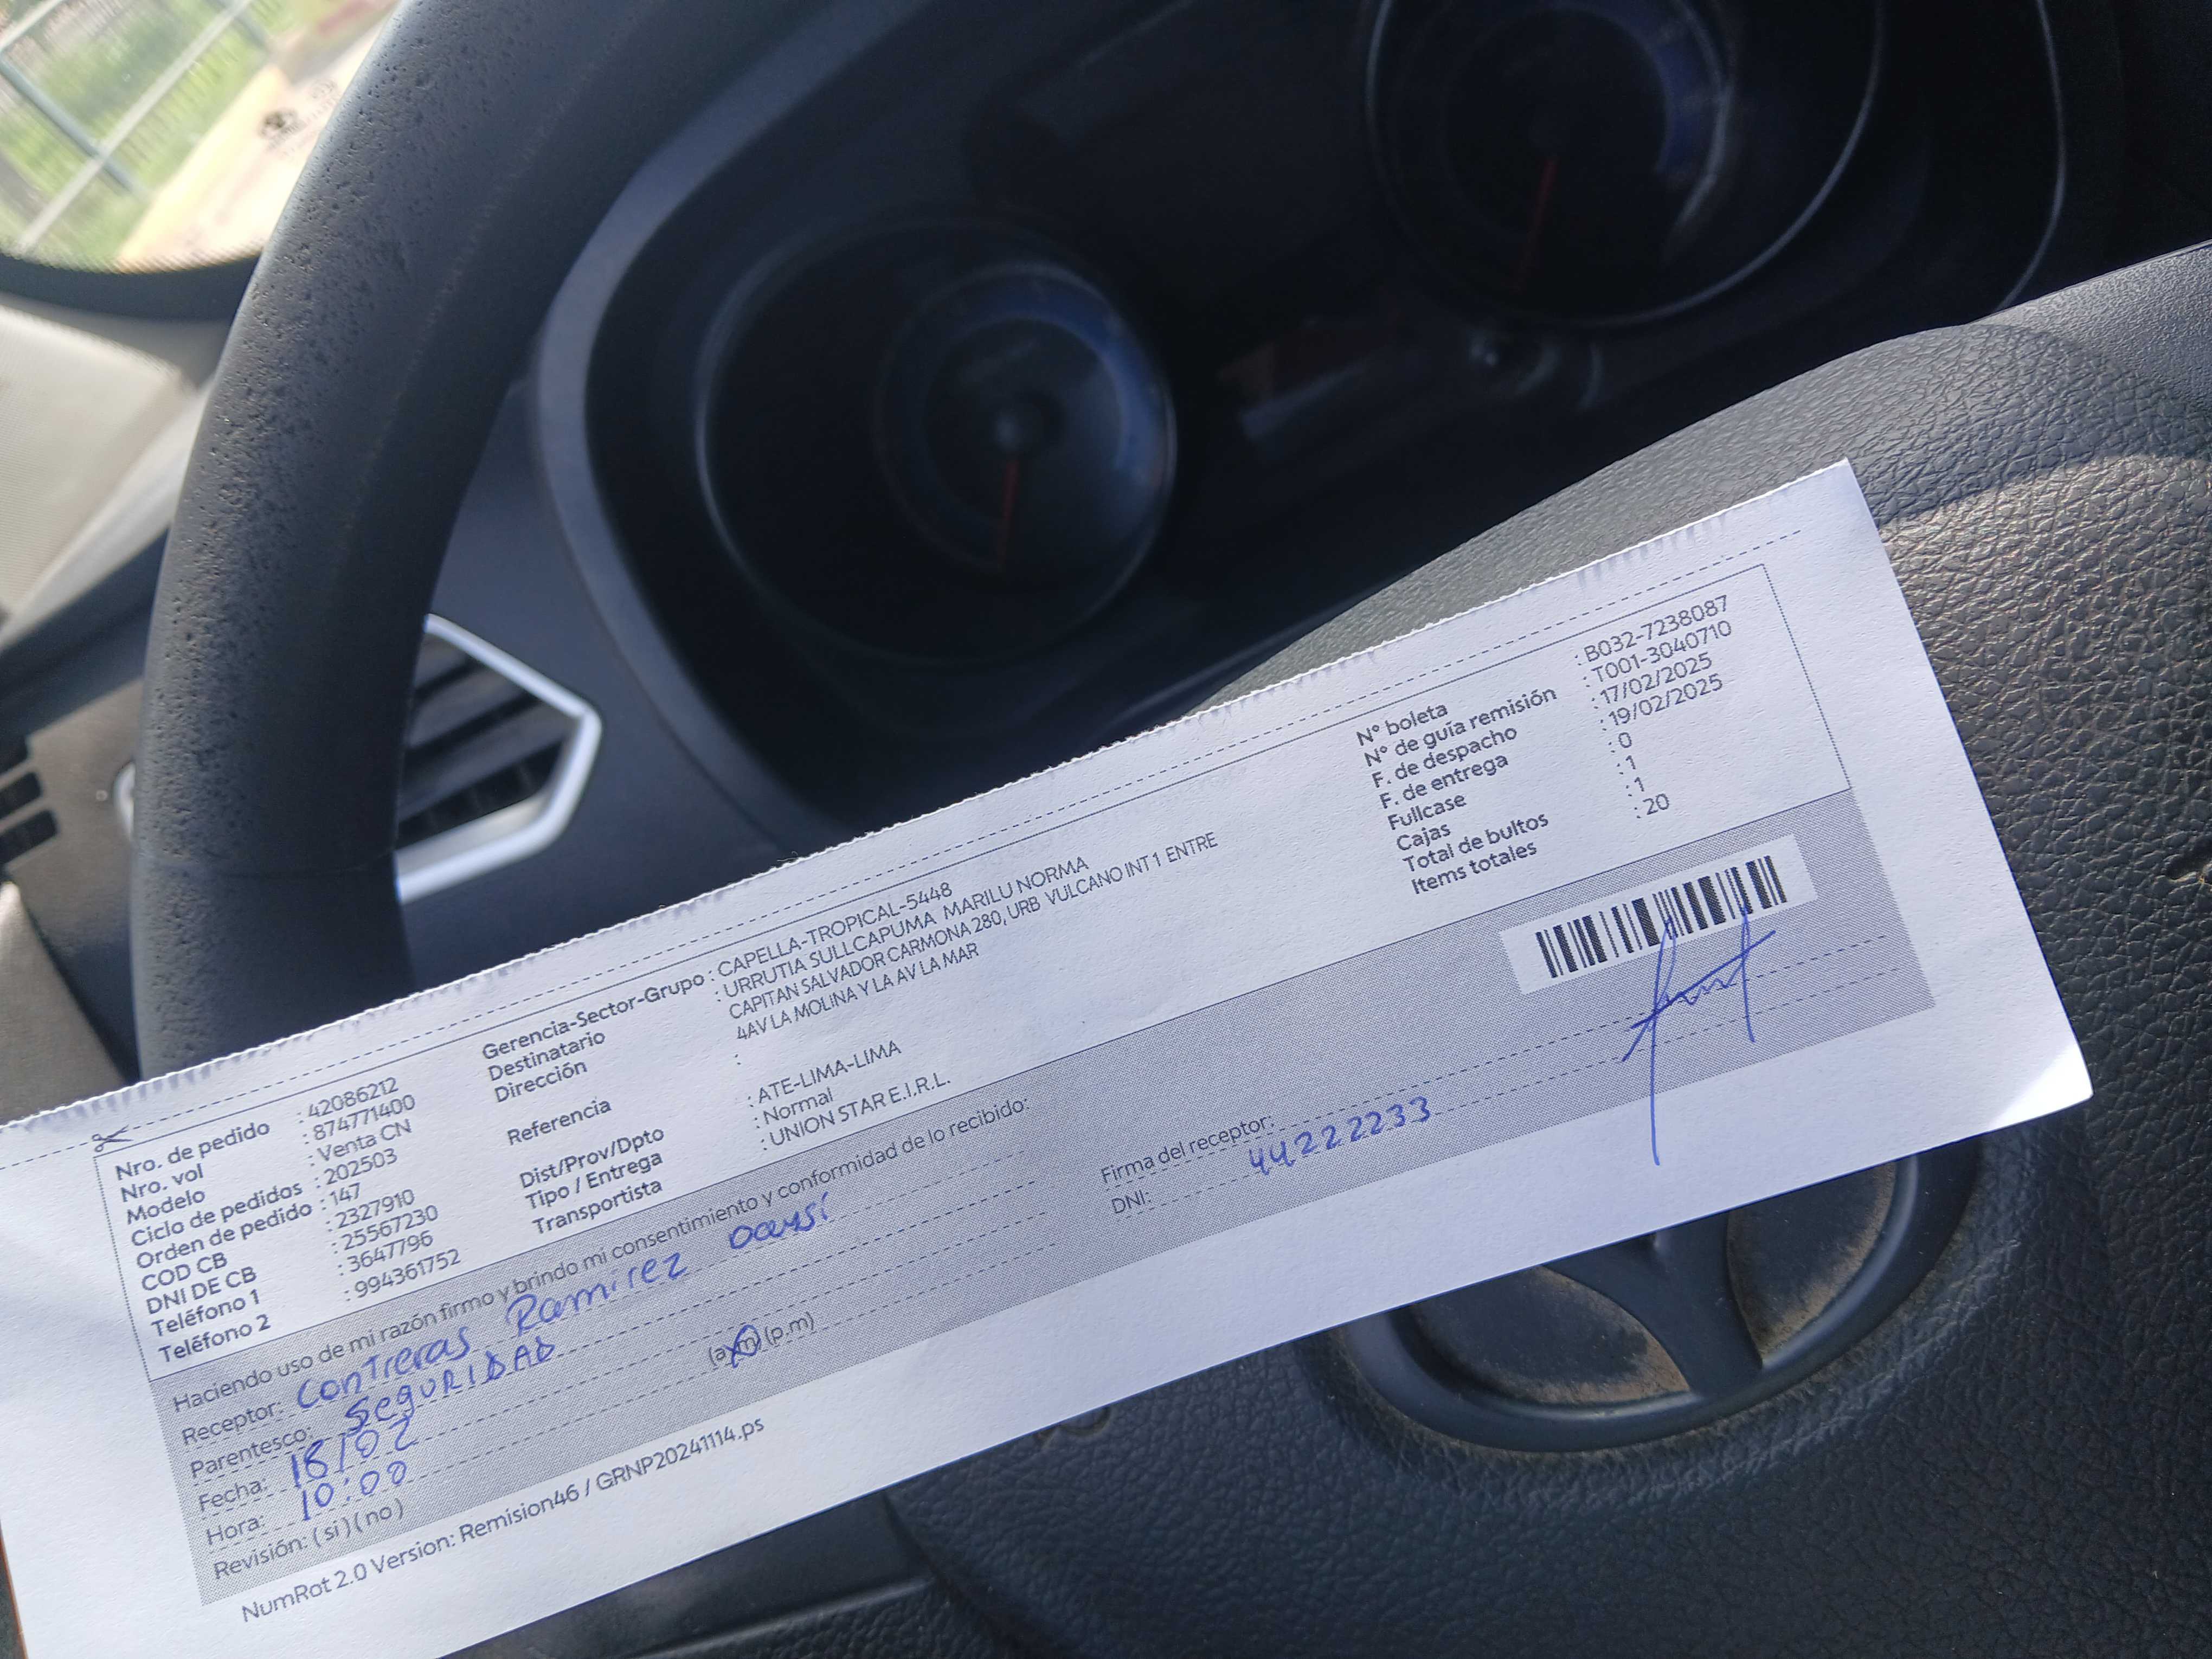 Nro. de pedido : 42086212
Nro. vol : 874771400
Modelo : Venta CN
Ciclo de pedidos : 202503
Orden de pedido : 147
COD CB : 2327910
DNI DE CB : 25567230
Teléfono 1 : 3647796
Teléfono 2 : 994361752
Gerencia-Sector-Grupo : CAPELLA-TROPICAL-5448
Destinatario : URRUTIA SULLCAPUMA MARILU NORMA
Dirección CAPITAN SALVADOR CARMONA 280, URB VULCANO INT 1 ENTRE
4AV LA MOLINA Y LA AV LA MAR
Referencia :
Dist/Prov/Dpto : ATE-LIMA-LIMA
Tipo / Entrega : Normal
Transportista : UNION STAR E.I.R.L.
N° boleta : B032-7238087
N° de guía remisión : T001-3040710
F. de despacho : 17/02/2025
F. de entrega : 19/02/2025
Fullcase : 0
Cajas : 1
Total de bultos : 1
Items totales : 20
Haciendo uso de mi razón firmo y brindo mi consentimiento y conformidad de lo recibido:
Receptor: Contreras Ramirez
Parentesco: SeguRIDAD
Fecha: 18/02
Hora: 10:00 (a.m) (p.m)
Revisión: ( si ) ( no )
Firma del receptor:
DNI: 44222233
NumRot 2.0 Version: Remision46 / GRNP20241114.ps